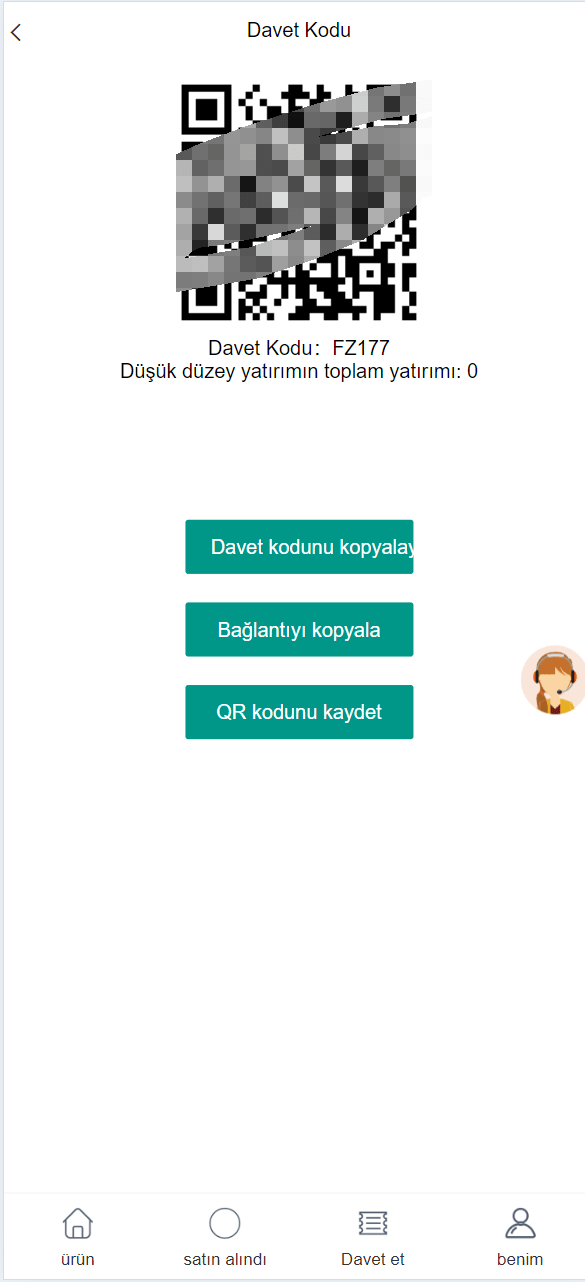 Davet Kodu
Davet Kodu：FZ177
Düşük düzey yatırımın toplam yatırımı: 0
Davet kodunu kopyalay
Bağlantıyı kopyala
QR kodunu kaydet
ürün
satın alındı
Davet et
benim